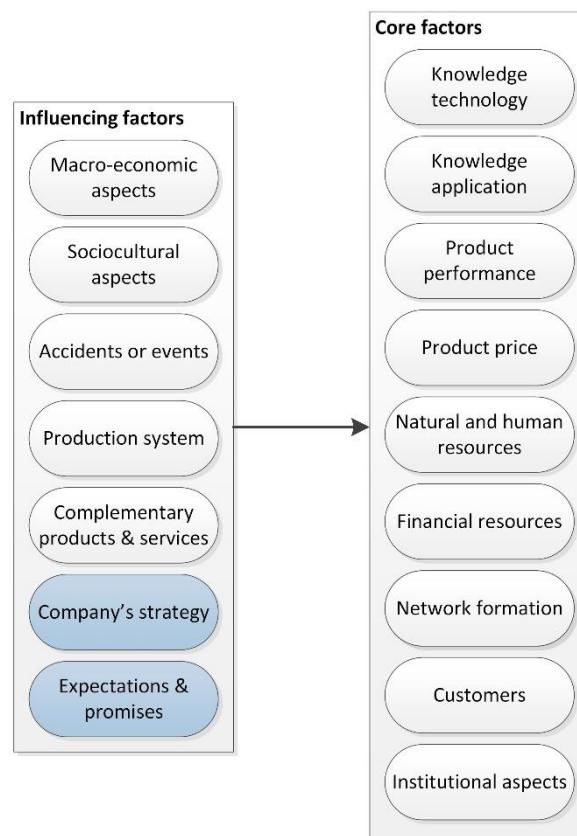 Influencing factors
Macro-economic
aspects
Sociocultural
aspects
Accidents or events
Production system
Complementary
products & services
Company’s strategy
Expectations &
promises
Core factors
Knowledge
technology
Knowledge
application
Product
performance
Product price
Natural and human
resources
Financial resources
Network formation
Customers
Institutional aspects